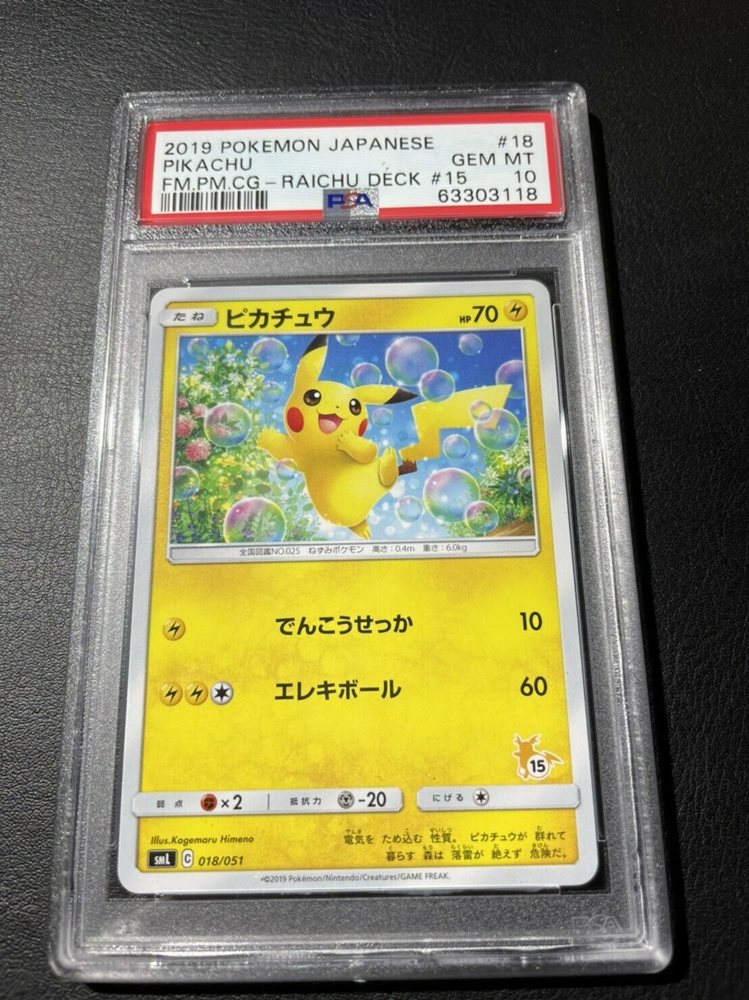 2019 POKEMON JAPANESE #18
PIKACHU GEM MT
FM.PM.CG-RAICHU DECK #15 10
PSA 63303118
たね ピカチュウ HP70
全国図鑑NO.025 ねずみポケモン 高さ:0.4m 重さ:6.0kg
でんこうせっか 10
エレキボール 60
15
弱点 ×2 抵抗力 -20 にげる
Illus.Kagemaru Himeno
電気を ため込む 性質。 ピカチュウが 群れて
暮らす 森は 落雷が 絶えず 危険だ。
SML C 018/051
©2019 Pokémon/Nintendo/Creatures/GAME FREAK.
PSA